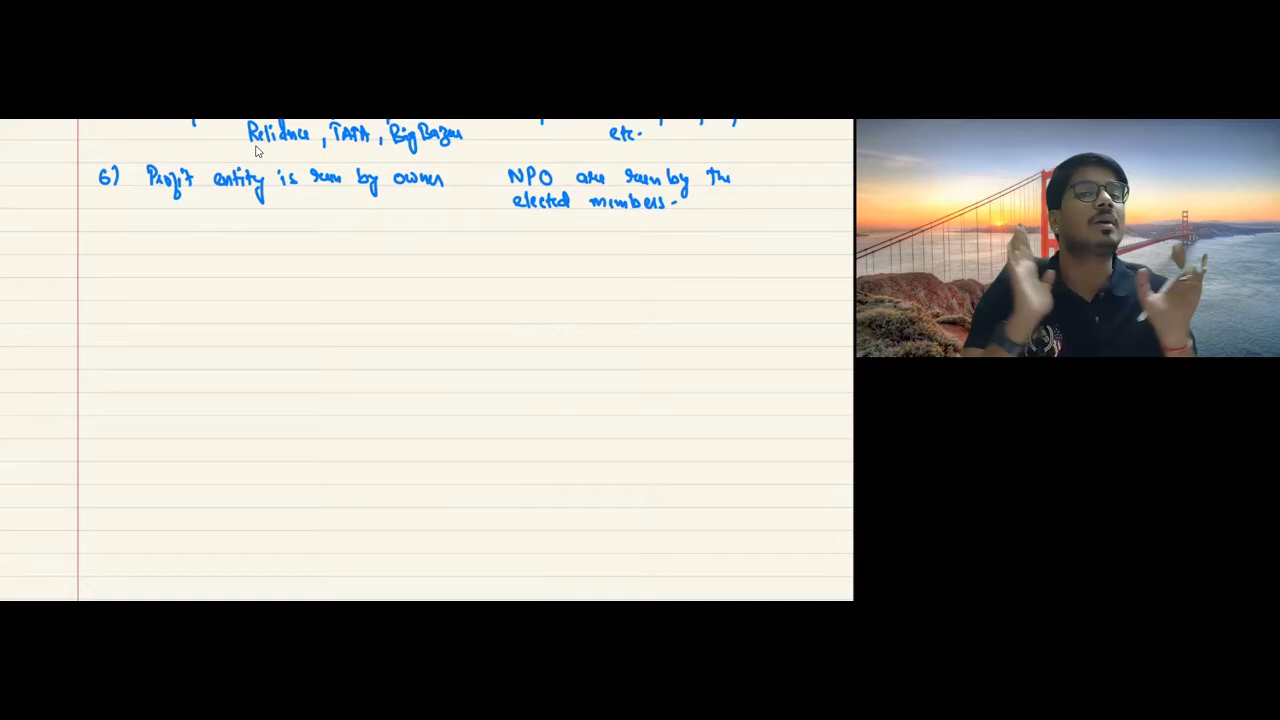 Reliance, TATA, Big Bazar
etc.
6) Profit entity is run by owner
NPO are run by the
elected members.